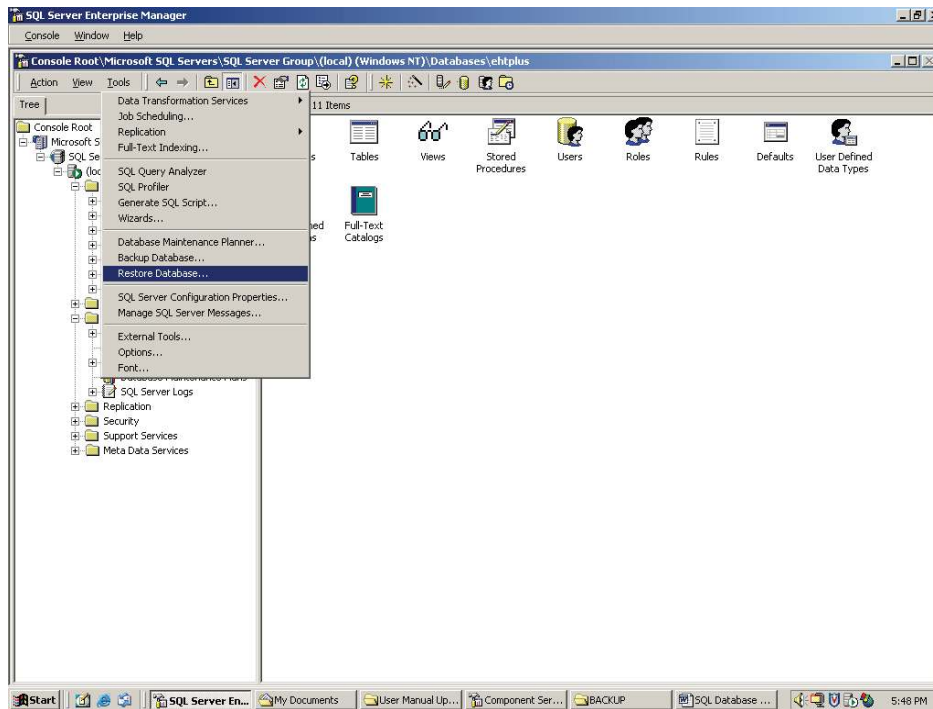 SQL Server Enterprise Manager
Console Window Help
Console Root\Microsoft SQL Servers\SQL Server Group\(local) (Windows NT)\Databases\ehtplus
Action View Tools
Tree
11 Items
Data Transformation Services
Job Scheduling...
Replication
Full-Text Indexing...
SQL Query Analyzer
SQL Profiler
Generate SQL Script...
Wizards...
Database Maintenance Planner...
Backup Database...
Restore Database...
SQL Server Configuration Properties...
Manage SQL Server Messages...
External Tools...
Options...
Font...
Console Root
Microsoft S
SQL Se
(loc
SQL Server Logs
Replication
Security
Support Services
Meta Data Services
Tables
Views
Stored Procedures
Users
Roles
Rules
Defaults
User Defined Data Types
Full-Text Catalogs
Start
SQL Server En...
My Documents
User Manual Up...
Component Ser...
BACKUP
SQL Database ...
5:48 PM